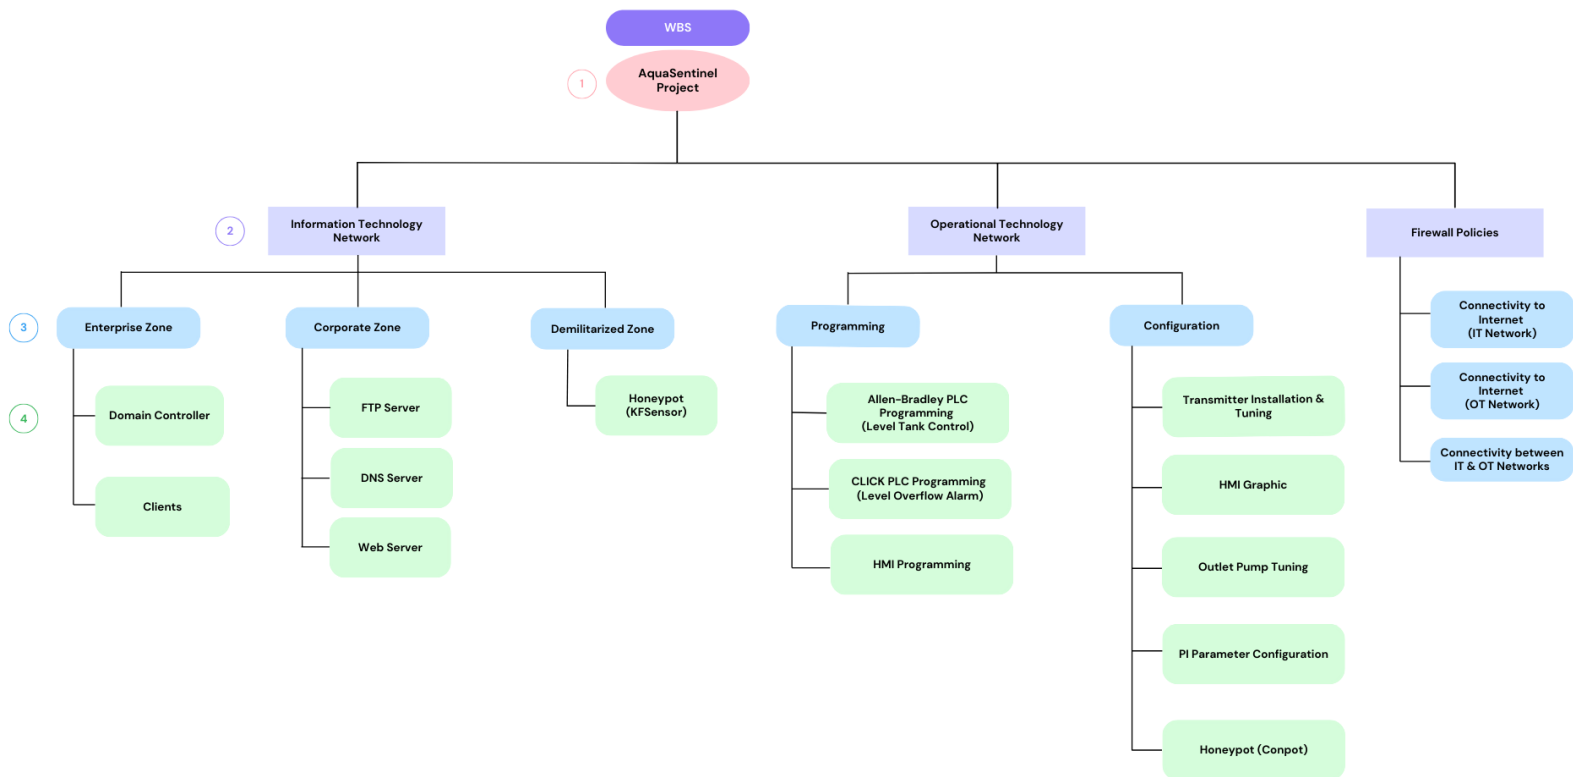 WBS
1
AquaSentinel
Project
2
Information Technology
Network
Operational Technology
Network
Firewall Policies
3
Enterprise Zone
Corporate Zone
Demilitarized Zone
Programming
Configuration
Connectivity to
Internet
(IT Network)
Connectivity to
Internet
(OT Network)
Connectivity between
IT & OT Networks
4
Domain Controller
Clients
FTP Server
DNS Server
Web Server
Honeypot
(KFSensor)
Allen-Bradley PLC
Programming
(Level Tank Control)
CLICK PLC Programming
(Level Overflow Alarm)
HMI Programming
Transmitter Installation &
Tuning
HMI Graphic
Outlet Pump Tuning
PI Parameter Configuration
Honeypot (Conpot)